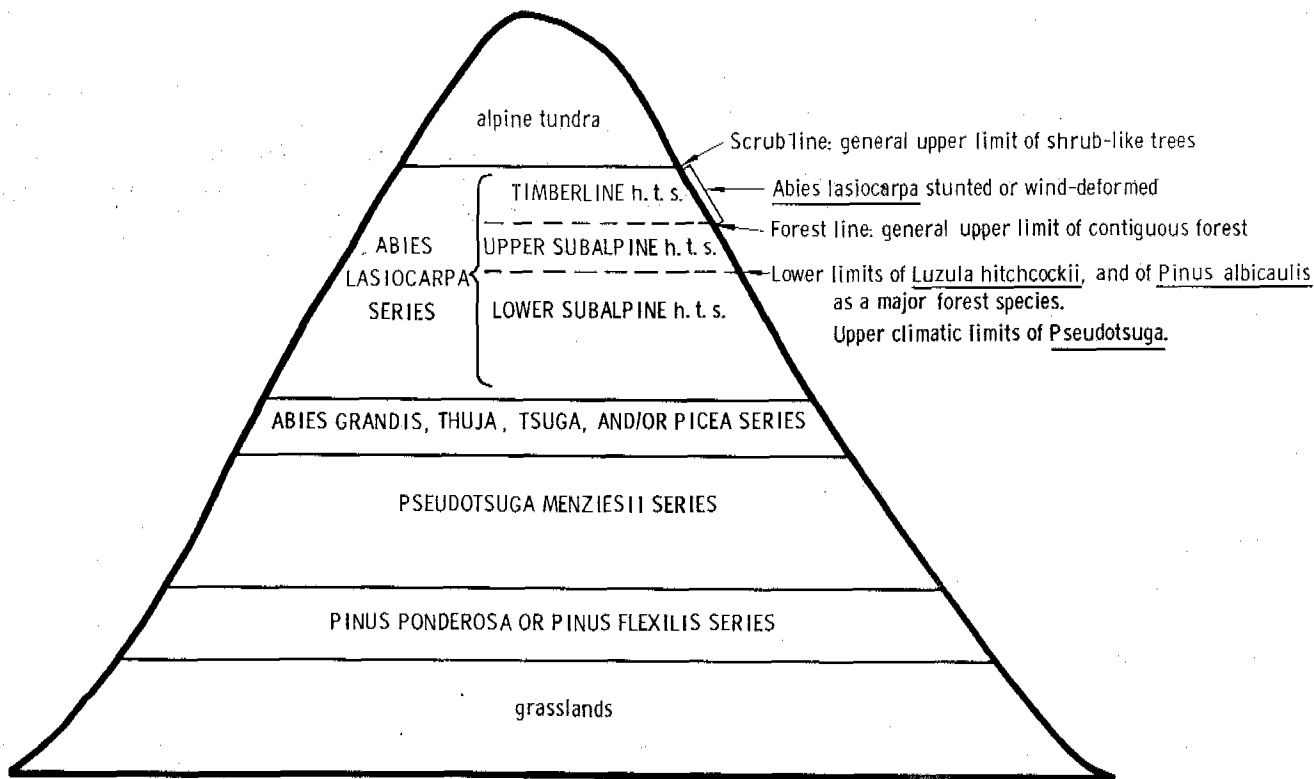 alpine tundra
Scrub line: general upper limit of shrub-like trees
TIMBERLINE h. t. s.
Abies lasiocarpa stunted or wind-deformed
Forest line: general upper limit of contiguous forest
ABIES
LASIOCARPA
SERIES
UPPER SUBALPINE h. t. s.
LOWER SUBALPINE h. t. s.
Lower limits of Luzula hitchcockii, and of Pinus albicaulis
as a major forest species.
Upper climatic limits of Pseudotsuga.
ABIES GRANDIS, THUJA, TSUGA, AND/OR PICEA SERIES
PSEUDOTSUGA MENZIESII SERIES
PINUS PONDEROSA OR PINUS FLEXILIS SERIES
grasslands